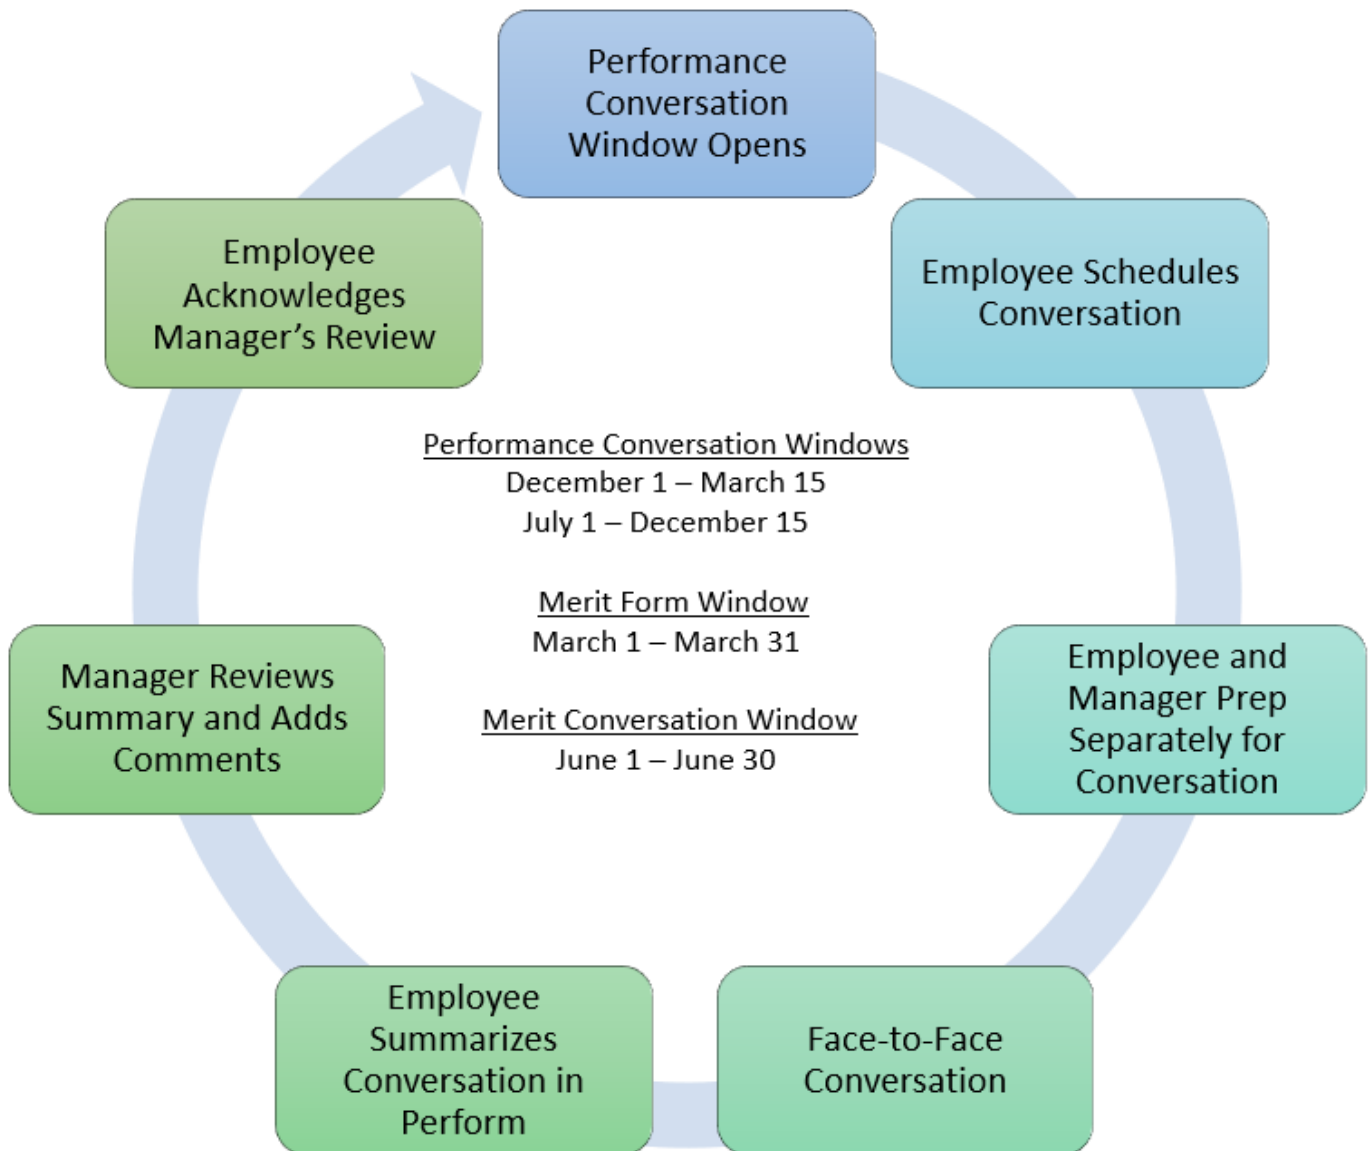 Performance
Conversation
Window Opens
Employee Schedules
Conversation
Employee and
Manager Prep
Separately for
Conversation
Face-to-Face
Conversation
Employee
Summarizes
Conversation in
Perform
Manager Reviews
Summary and Adds
Comments
Employee
Acknowledges
Manager’s Review
Performance Conversation Windows
December 1 – March 15
July 1 – December 15
Merit Form Window
March 1 – March 31
Merit Conversation Window
June 1 – June 30